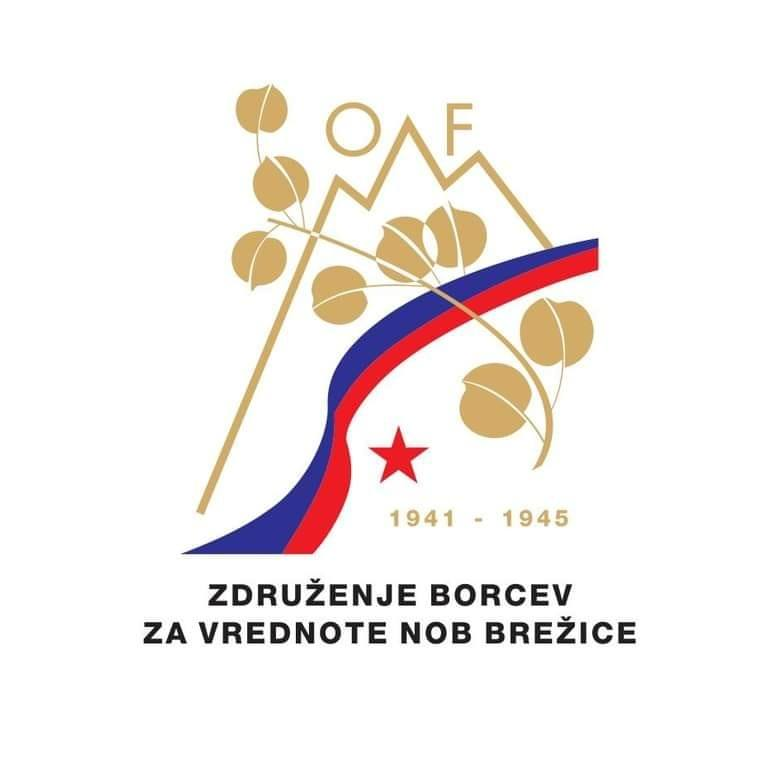 OF
1941 - 1945
ZDRUŽENJE BORCEV
ZA VREDNOTE NOB BREŽICE